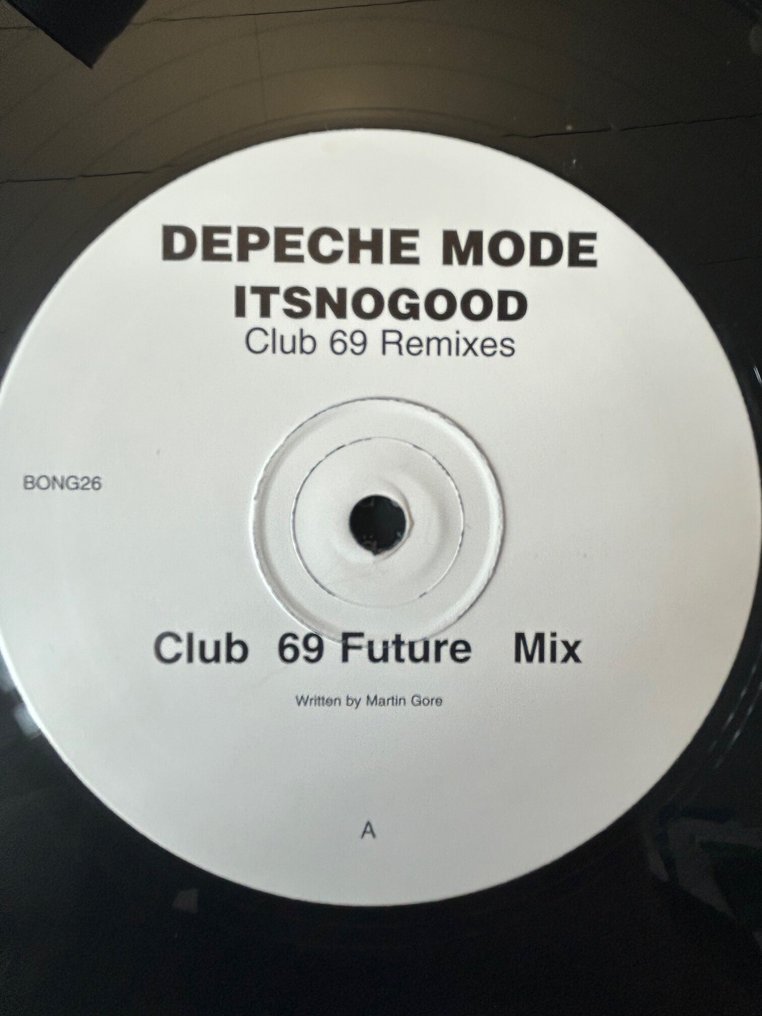 DEPECHE MODE
ITSNOGOOD
Club 69 Remixes
BONG26
Club 69 Future Mix
Written by Martin Gore
A